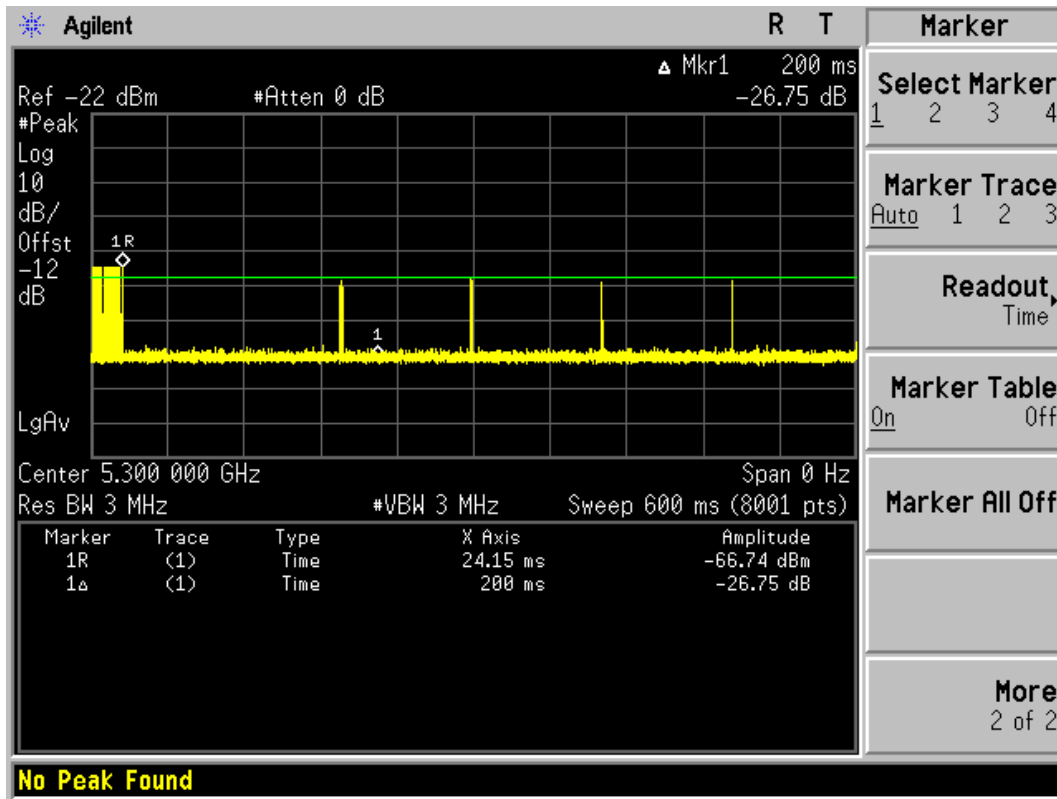 Agilent R T
△ Mkr1 200 ms
Ref -22 dBm #Atten 0 dB -26.75 dB
#Peak
Log
10
dB/
Offst
-12
dB
LgAv
1R
1
Center 5.300 000 GHz Span 0 Hz
Res BW 3 MHz #VBW 3 MHz Sweep 600 ms (8001 pts)
Marker Trace Type X Axis Amplitude
1R (1) Time 24.15 ms -66.74 dBm
1△ (1) Time 200 ms -26.75 dB
No Peak Found
Marker
Select Marker
1 2 3 4
Marker Trace
Auto 1 2 3
Readout
Time
Marker Table
On Off
Marker All Off
More
2 of 2